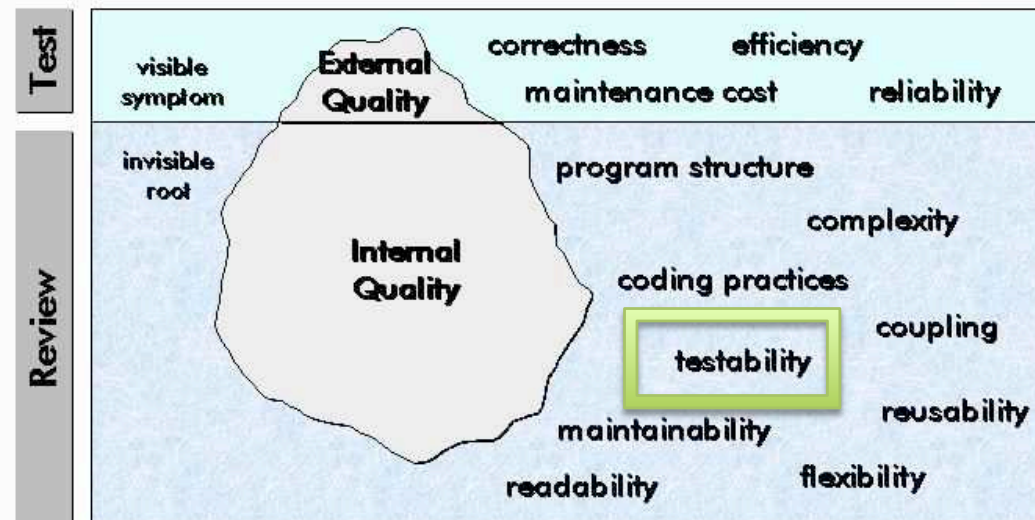 Test
visible
symptom
External
Quality
correctness
efficiency
maintenance cost
reliability
Review
invisible
root
Internal
Quality
program structure
complexity
coding practices
coupling
testability
reusability
maintainability
flexibility
readability